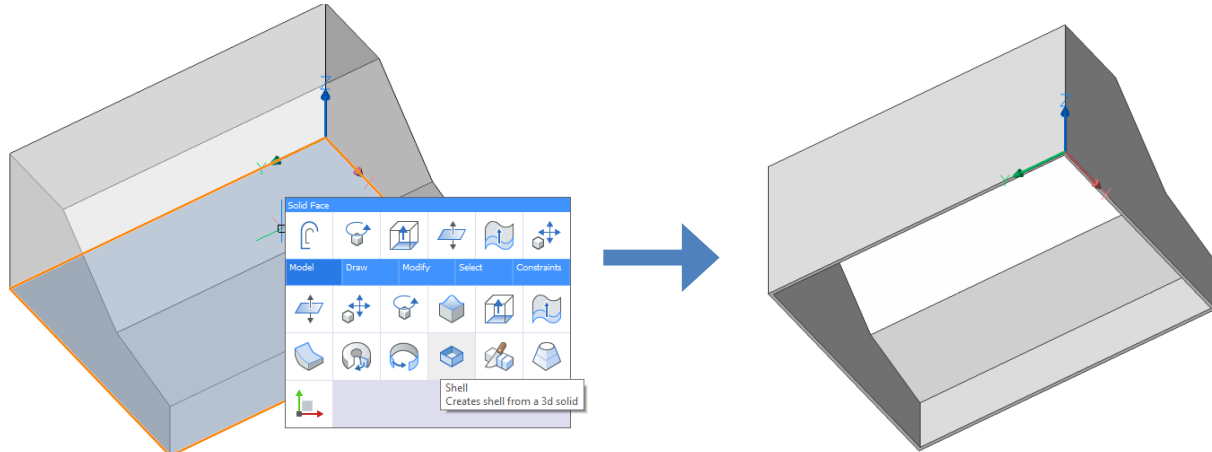 Z
Y
X
Solid Face
Model Draw Modify Select Constraints
Shell
Creates shell from a 3d solid
Z
Y
X